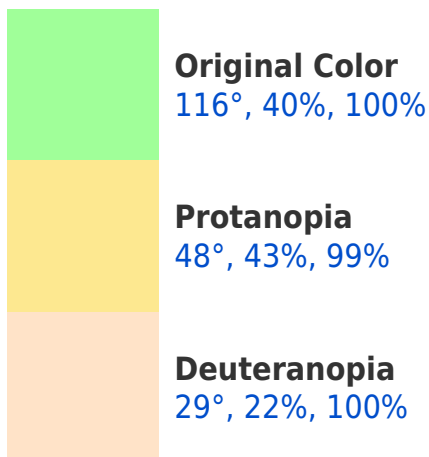 Original Color
116°, 40%, 100%
Protanopia
48°, 43%, 99%
Deuteranopia
29°, 22%, 100%